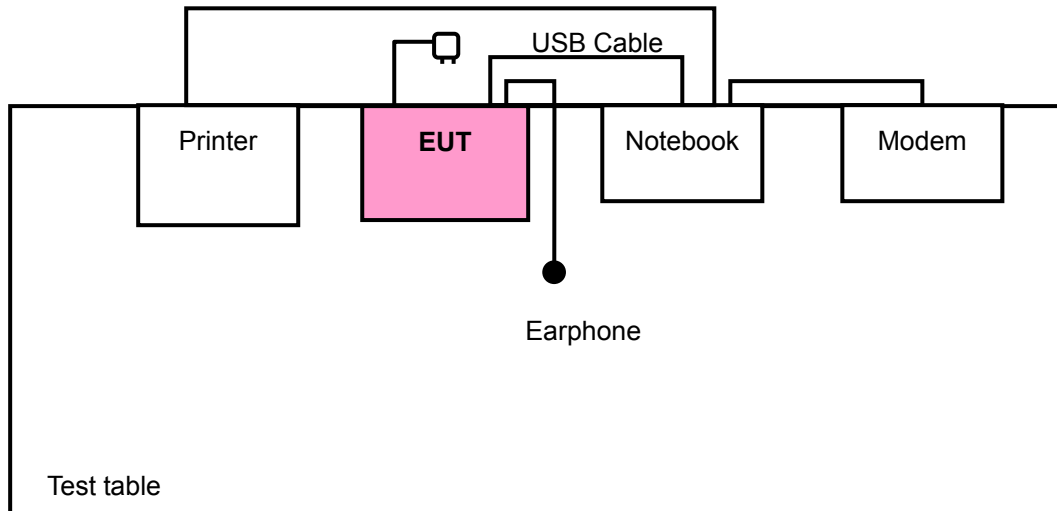 USB Cable
Printer
EUT
Notebook
Modem
Earphone
Test table